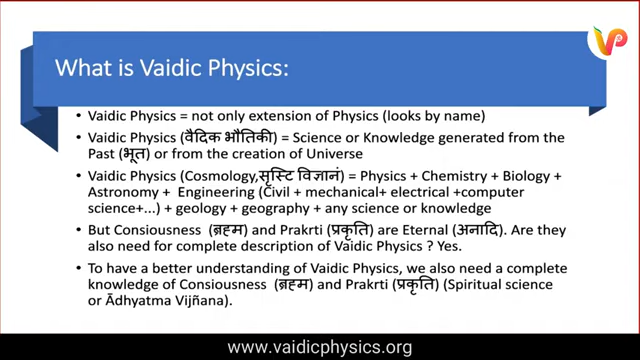 VP
What is Vaidic Physics:
• Vaidic Physics = not only extension of Physics (looks by name)
• Vaidic Physics (वैदिक भौतिकी) = Science or Knowledge generated from the
Past (भूत) or from the creation of Universe
• Vaidic Physics (Cosmology,सृस्टि विज्ञानं) = Physics + Chemistry + Biology +
Astronomy + Engineering (Civil + mechanical+ electrical +computer
science+...) + geology + geography + any science or knowledge
• But Consiousness (ब्रह्म) and Prakrti (प्रकृति) are Eternal (अनादि). Are they
also need for complete description of Vaidic Physics ? Yes.
• To have a better understanding of Vaidic Physics, we also need a complete
knowledge of Consiousness (ब्रह्म) and Prakrti (प्रकृति) (Spiritual science
or Ādhyatma Vijñana).
www.vaidicphysics.org